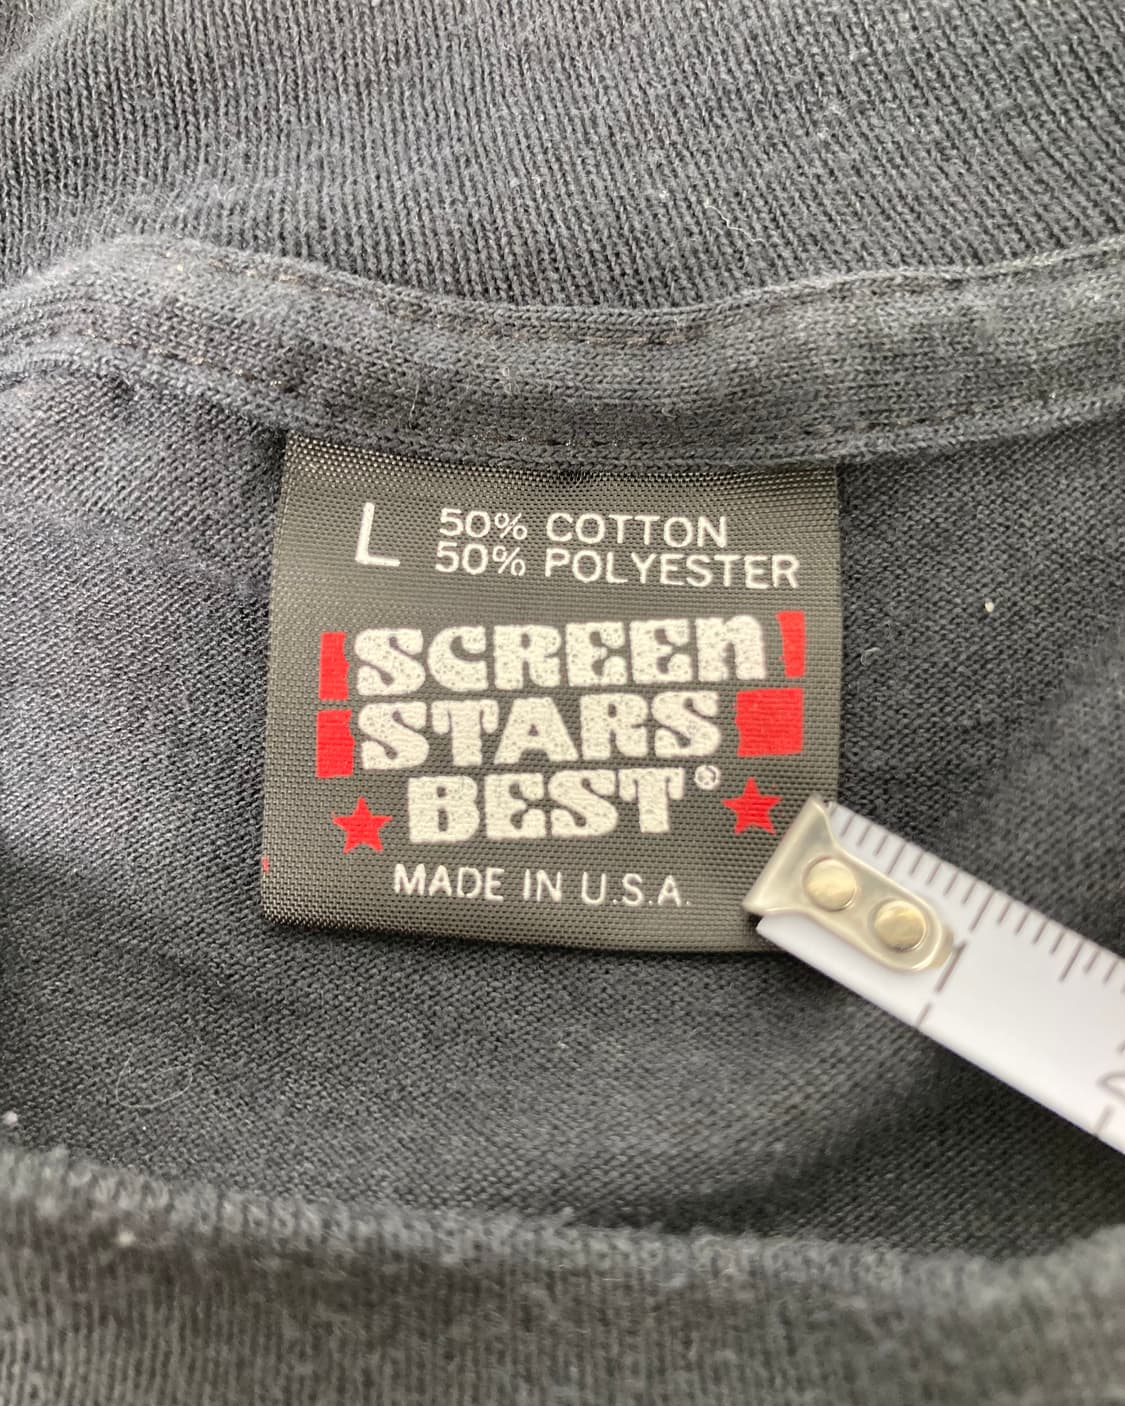 L 50% COTTON
50% POLYESTER
SCREEN
STARS
BEST®
MADE IN U.S.A.